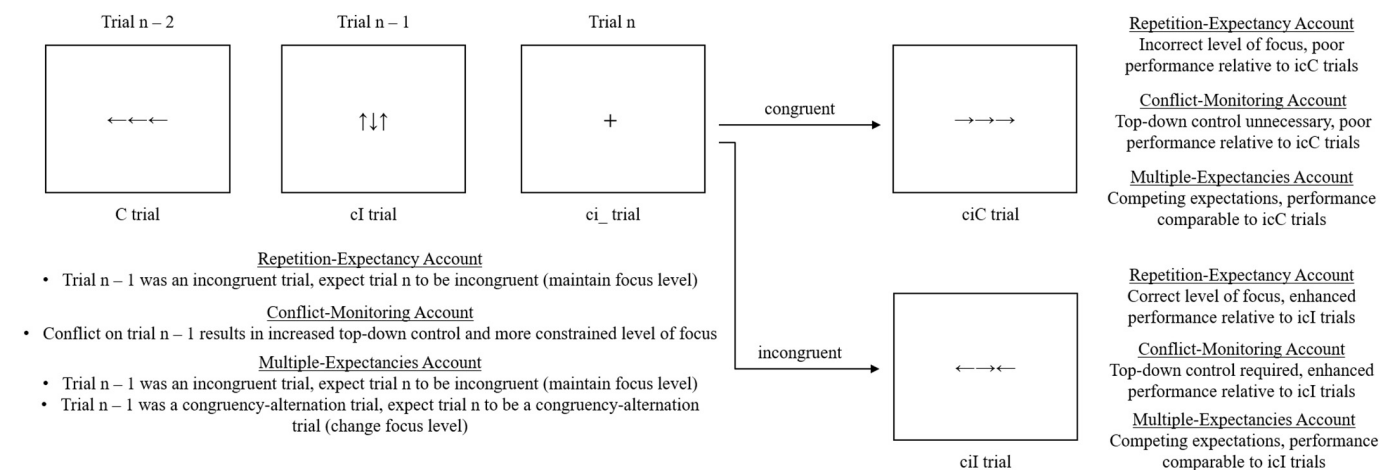 Trial n – 2
Trial n – 1
Trial n
←←←
↑↓↑
+
C trial
cI trial
ci_ trial
congruent
incongruent
→→→
ciC trial
←→←
ciI trial
Repetition-Expectancy Account
• Trial n – 1 was an incongruent trial, expect trial n to be incongruent (maintain focus level)
Conflict-Monitoring Account
• Conflict on trial n – 1 results in increased top-down control and more constrained level of focus
Multiple-Expectancies Account
• Trial n – 1 was an incongruent trial, expect trial n to be incongruent (maintain focus level)
• Trial n – 1 was a congruency-alternation trial, expect trial n to be a congruency-alternation
trial (change focus level)
Repetition-Expectancy Account
Incorrect level of focus, poor
performance relative to icC trials
Conflict-Monitoring Account
Top-down control unnecessary, poor
performance relative to icC trials
Multiple-Expectancies Account
Competing expectations, performance
comparable to icC trials
Repetition-Expectancy Account
Correct level of focus, enhanced
performance relative to icI trials
Conflict-Monitoring Account
Top-down control required, enhanced
performance relative to icI trials
Multiple-Expectancies Account
Competing expectations, performance
comparable to icI trials